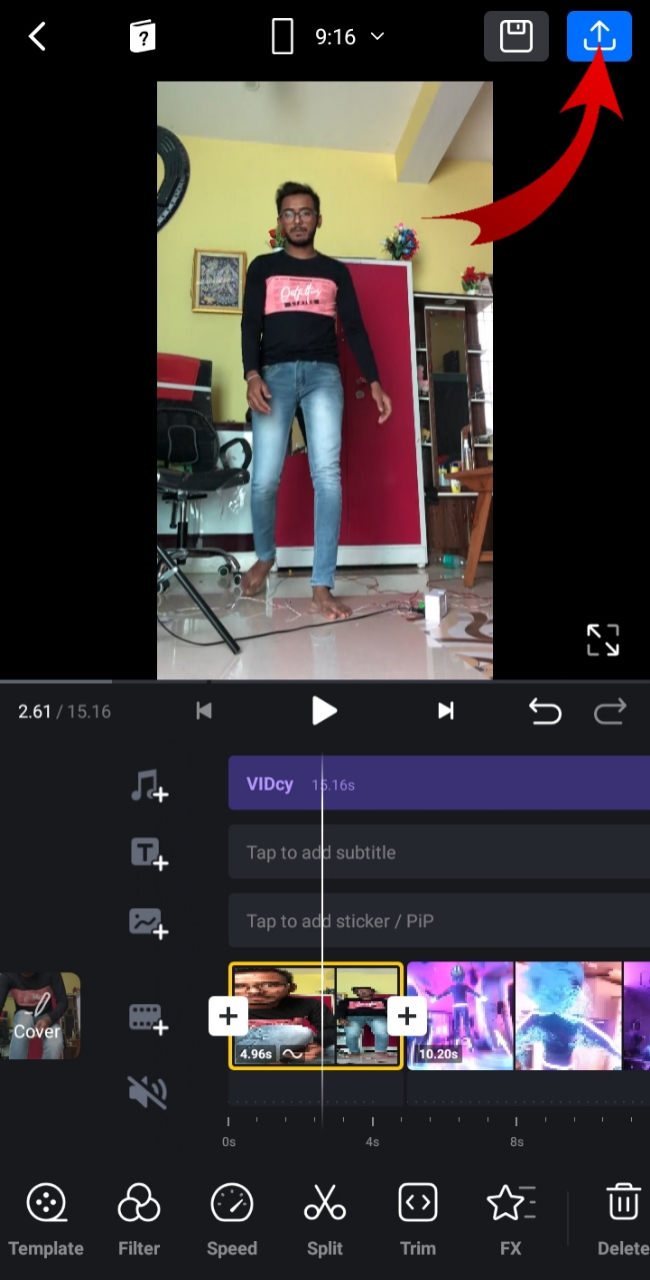 ?
9:16
Outfitters
2.61 / 15.16
VIDcy 15.16s
Tap to add subtitle
Tap to add sticker / PiP
Cover
4.96s
10.20s
0s 4s 8s
Template Filter Speed Split Trim FX Delete